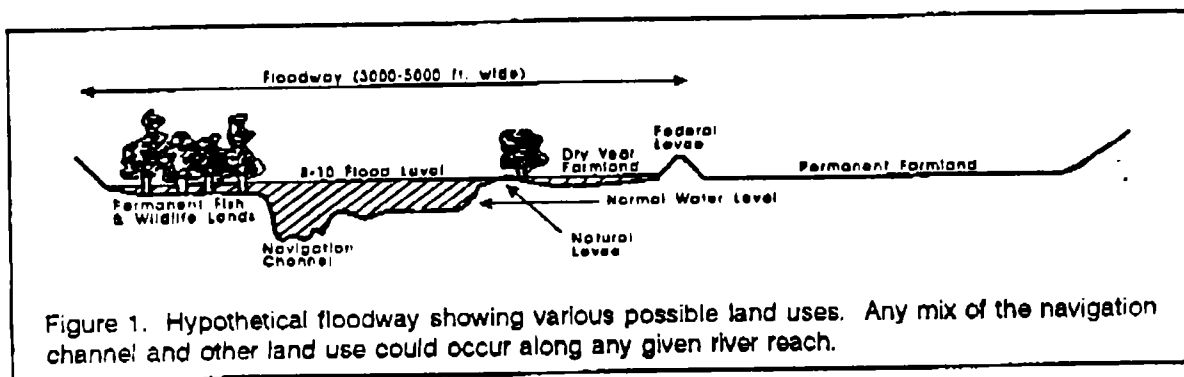 Floodway (3000-5000 ft. wide)
Federal
Levee
Dry Year
Farmland
Permanent Farmland
8-10 Flood Level
Permanent Fish
& Wildlife Lands
Normal Water Level
Natural
Levee
Navigation
Channel
Figure 1. Hypothetical floodway showing various possible land uses. Any mix of the navigation
channel and other land use could occur along any given river reach.